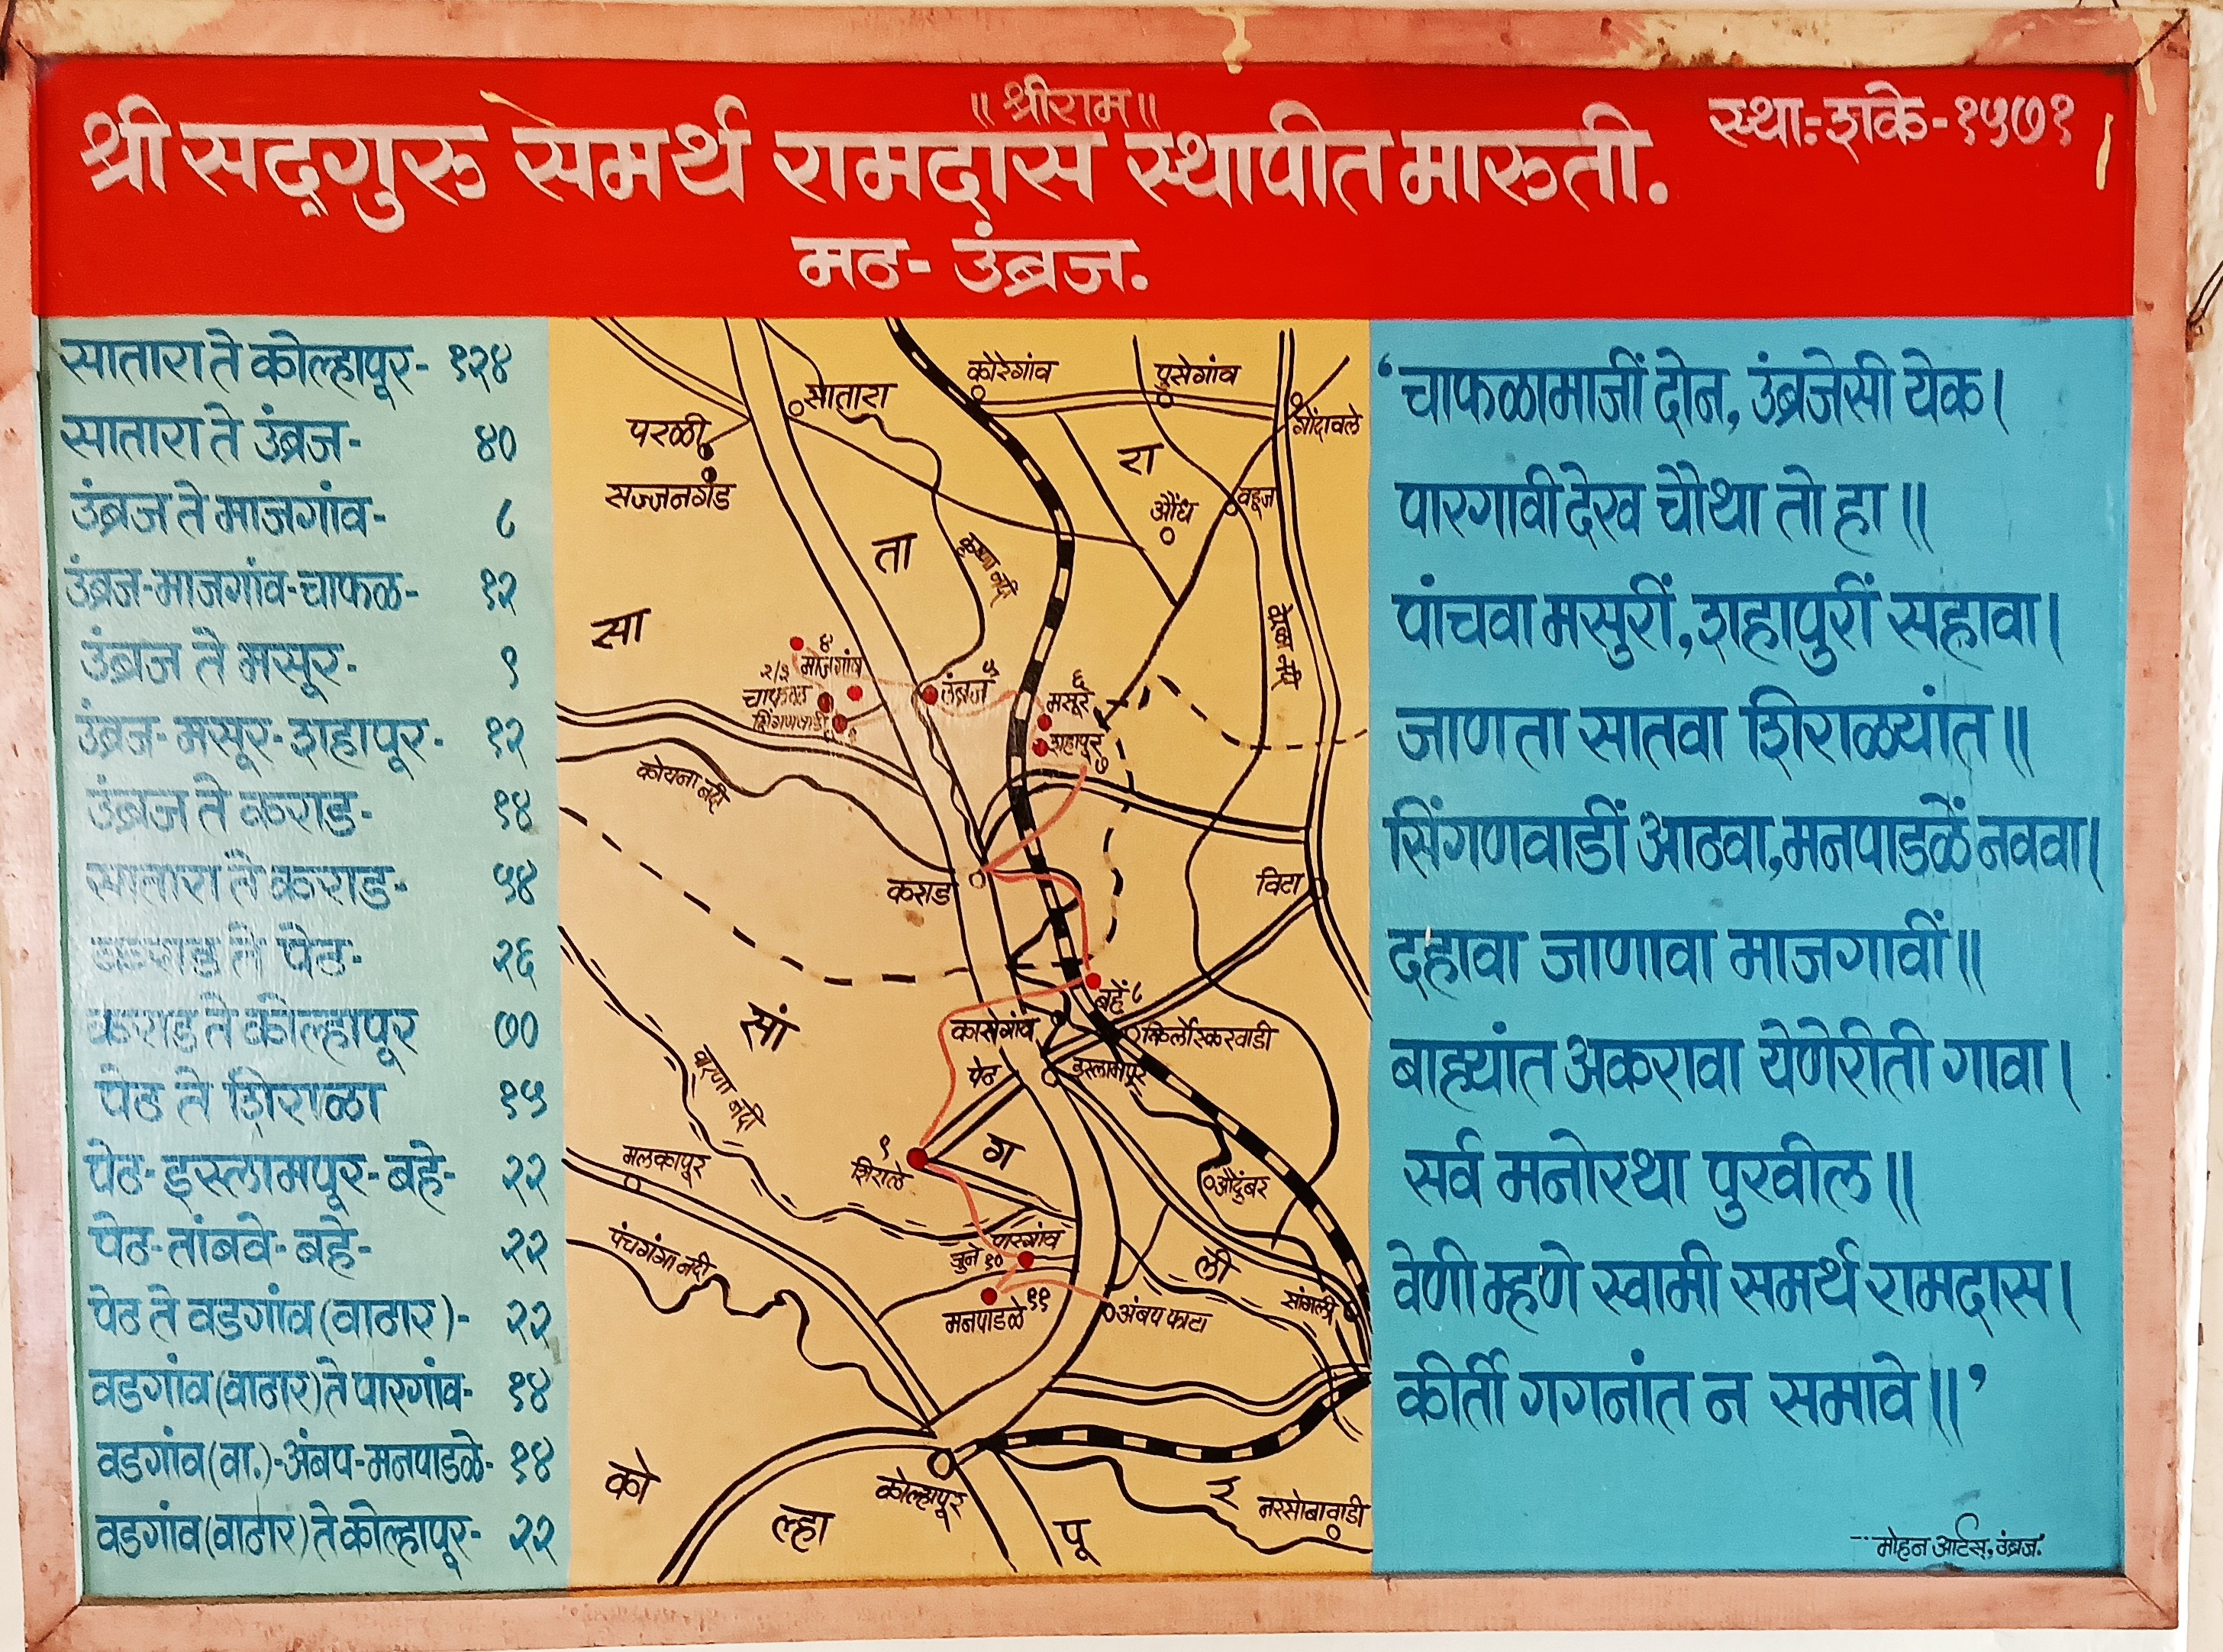 ॥ श्रीराम ॥
श्री सद्‌गुरु समर्थ रामदास स्थापीत मारुती.
स्था:-शके-१५७१
मठ- उंब्रज.
सातारा ते कोल्हापूर- १२४
सातारा ते उंब्रज- ४०
उंब्रज ते माजगांव- ८
उंब्रज-माजगांव-चाफळ- १२
उंब्रज ते मसूर- ९
उंब्रज-मसूर-शहापूर- १२
उंब्रज ते कराड- १४
सातारा ते कराड- ५४
कराड ते पेठ- २६
कराड ते कोल्हापूर ७०
पेठ ते शिराळा १५
पेठ-इस्लामपूर-बहे- २२
पेठ-तांबवे-बहे- २२
पेठ ते वडगांव(वाठार)- २२
वडगांव(वाठार)ते पारगांव- १४
वडगांव(वा.)-अंबप-मनपाडळे- १४
वडगांव(वाठार)ते कोल्हापूर- २२
कोरेगांव
पुसेगांव
सातारा
गोंदावले
परळी
रा
सज्जनगड
औंध
वडूज
ता
कृष्णा नदी
सा
४
माजगांव
२/३
चाफळ
शिंगणवाडी
१
उंब्रज
५
६
मसूर
शहापूर
७
कोयना नदी
कराड
विटा
बहे ८
सां
कासेगांव
किर्लोस्करवाडी
पेठ
इस्लामपूर
वारणा नदी
९
शिराळे
ग
मलकापूर
औदुंबर
पंचगंगा नदी
पारगांव
जुने १०
ली
मनपाडळे ११
अंबप फाटा
सांगली
को
कोल्हापूर
ल्हा
पू
र
नरसोबावाडी
‘चाफळामाजीं दोन, उंब्रजेसी येक।
पारगावी देख चौथा तो हा॥
पांचवा मसुरीं, शहापुरीं सहावा।
जाणता सातवा शिराळयांत॥
सिंगणवाडीं आठवा, मनपाडळें नववा।
दहावा जाणावा माजगावीं॥
बाह्यांत अकरावा येणेरीती गावा।
सर्व मनोरथा पुरवील॥
वेणी म्हणे स्वामी समर्थ रामदास।
कीर्ती गगनांत न समावे॥’
मोहन आर्टस्, उंब्रज.